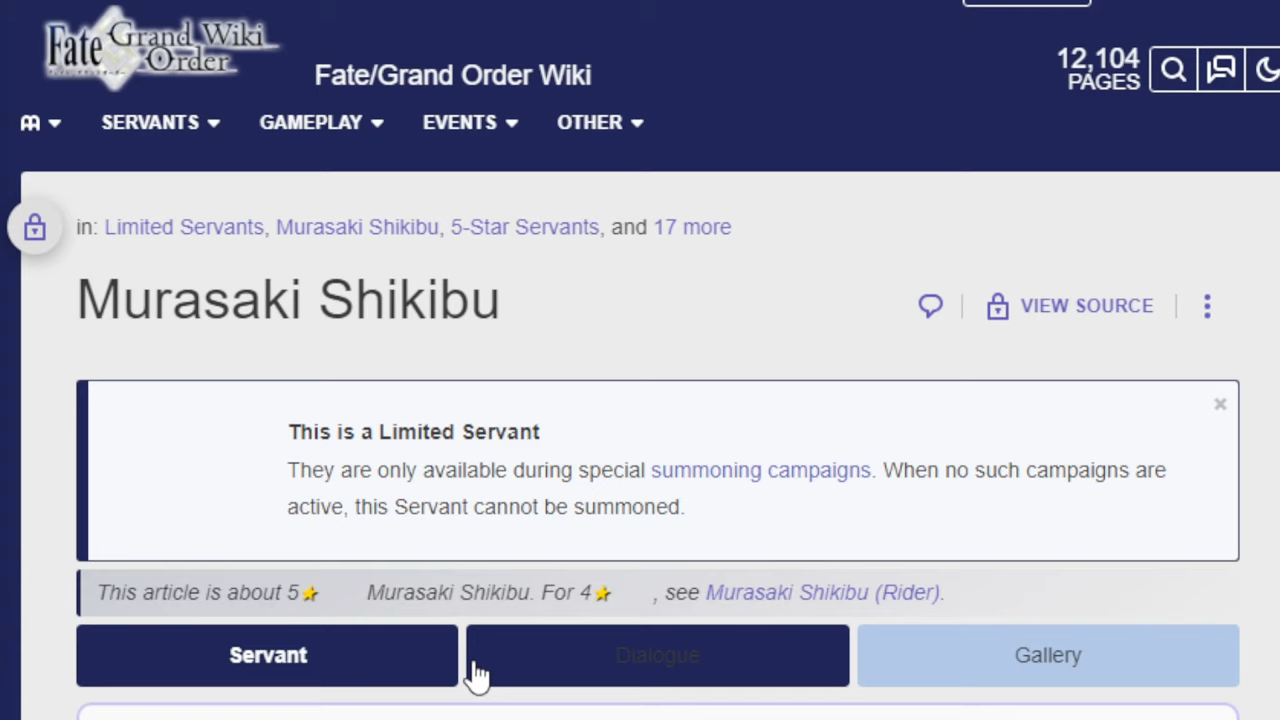 Fate Grand Order Wiki
Fate/Grand Order Wiki
12,104
PAGES
SERVANTS
GAMEPLAY
EVENTS
OTHER
in: Limited Servants, Murasaki Shikibu, 5-Star Servants, and 17 more
Murasaki Shikibu
VIEW SOURCE
This is a Limited Servant
They are only available during special summoning campaigns. When no such campaigns are
active, this Servant cannot be summoned.
This article is about 5⭐ Murasaki Shikibu. For 4⭐ , see Murasaki Shikibu (Rider).
Servant
Dialogue
Gallery